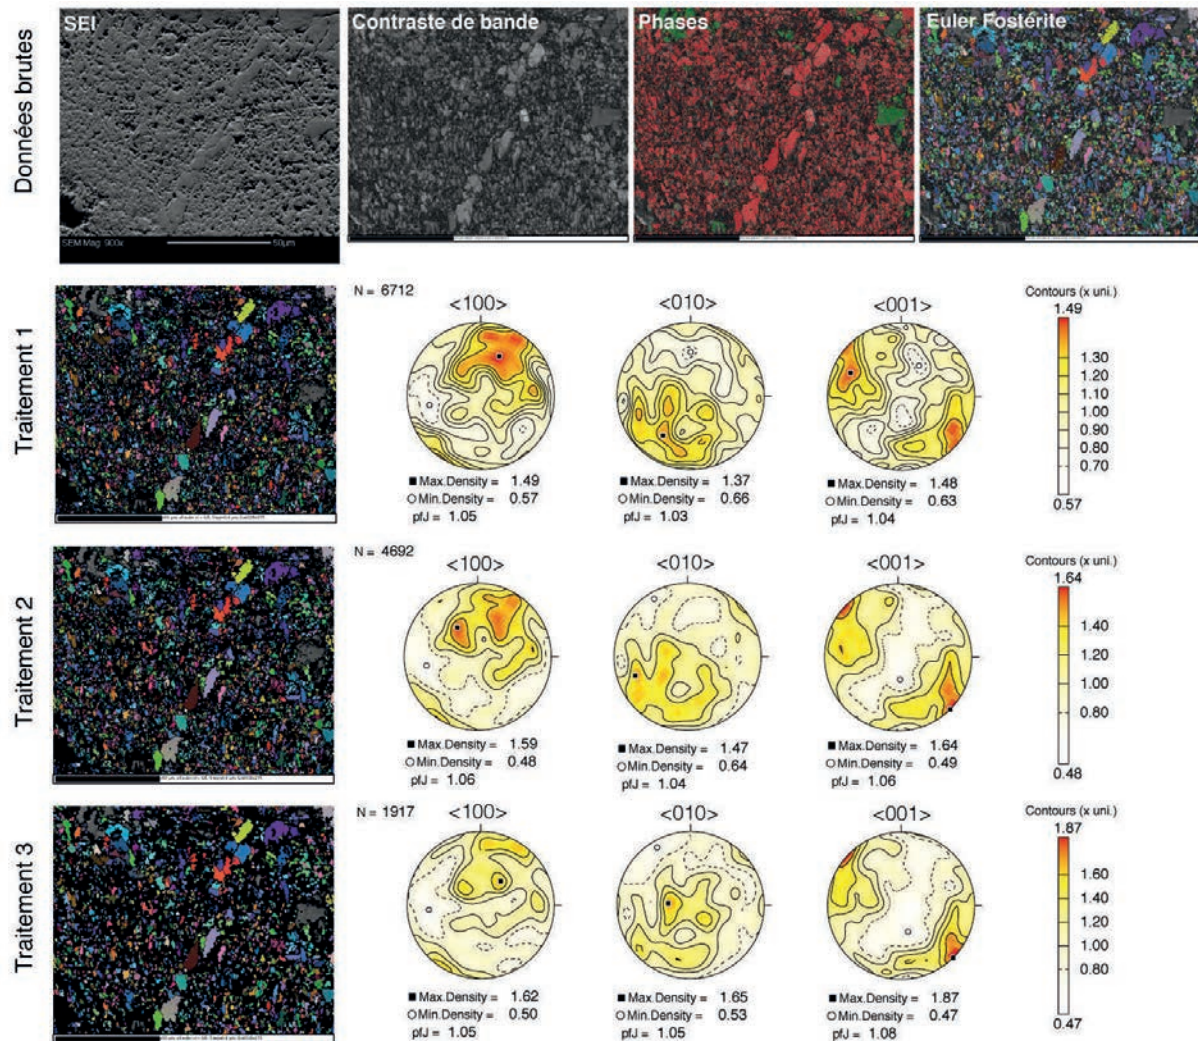 Données brutes
SEI
Contraste de bande
Phases
Euler Fostérite
SEM Mag. 900x
50µm
Traitement 1
N = 6712
<100>
<010>
<001>
Max.Density = 1.49
Min.Density = 0.57
pfJ = 1.05
Max.Density = 1.37
Min.Density = 0.66
pfJ = 1.03
Max.Density = 1.48
Min.Density = 0.63
pfJ = 1.04
Contours (x uni.)
1.49
1.30
1.20
1.00
0.90
0.80
0.70
0.57
Traitement 2
N = 4692
<100>
<010>
<001>
Max.Density = 1.59
Min.Density = 0.48
pfJ = 1.06
Max.Density = 1.47
Min.Density = 0.64
pfJ = 1.04
Max.Density = 1.64
Min.Density = 0.49
pfJ = 1.06
Contours (x uni.)
1.64
1.40
1.20
1.00
0.80
0.48
Traitement 3
N = 1917
<100>
<010>
<001>
Max.Density = 1.62
Min.Density = 0.50
pfJ = 1.05
Max.Density = 1.65
Min.Density = 0.53
pfJ = 1.05
Max.Density = 1.87
Min.Density = 0.47
pfJ = 1.08
Contours (x uni.)
1.87
1.60
1.40
1.20
1.00
0.80
0.47